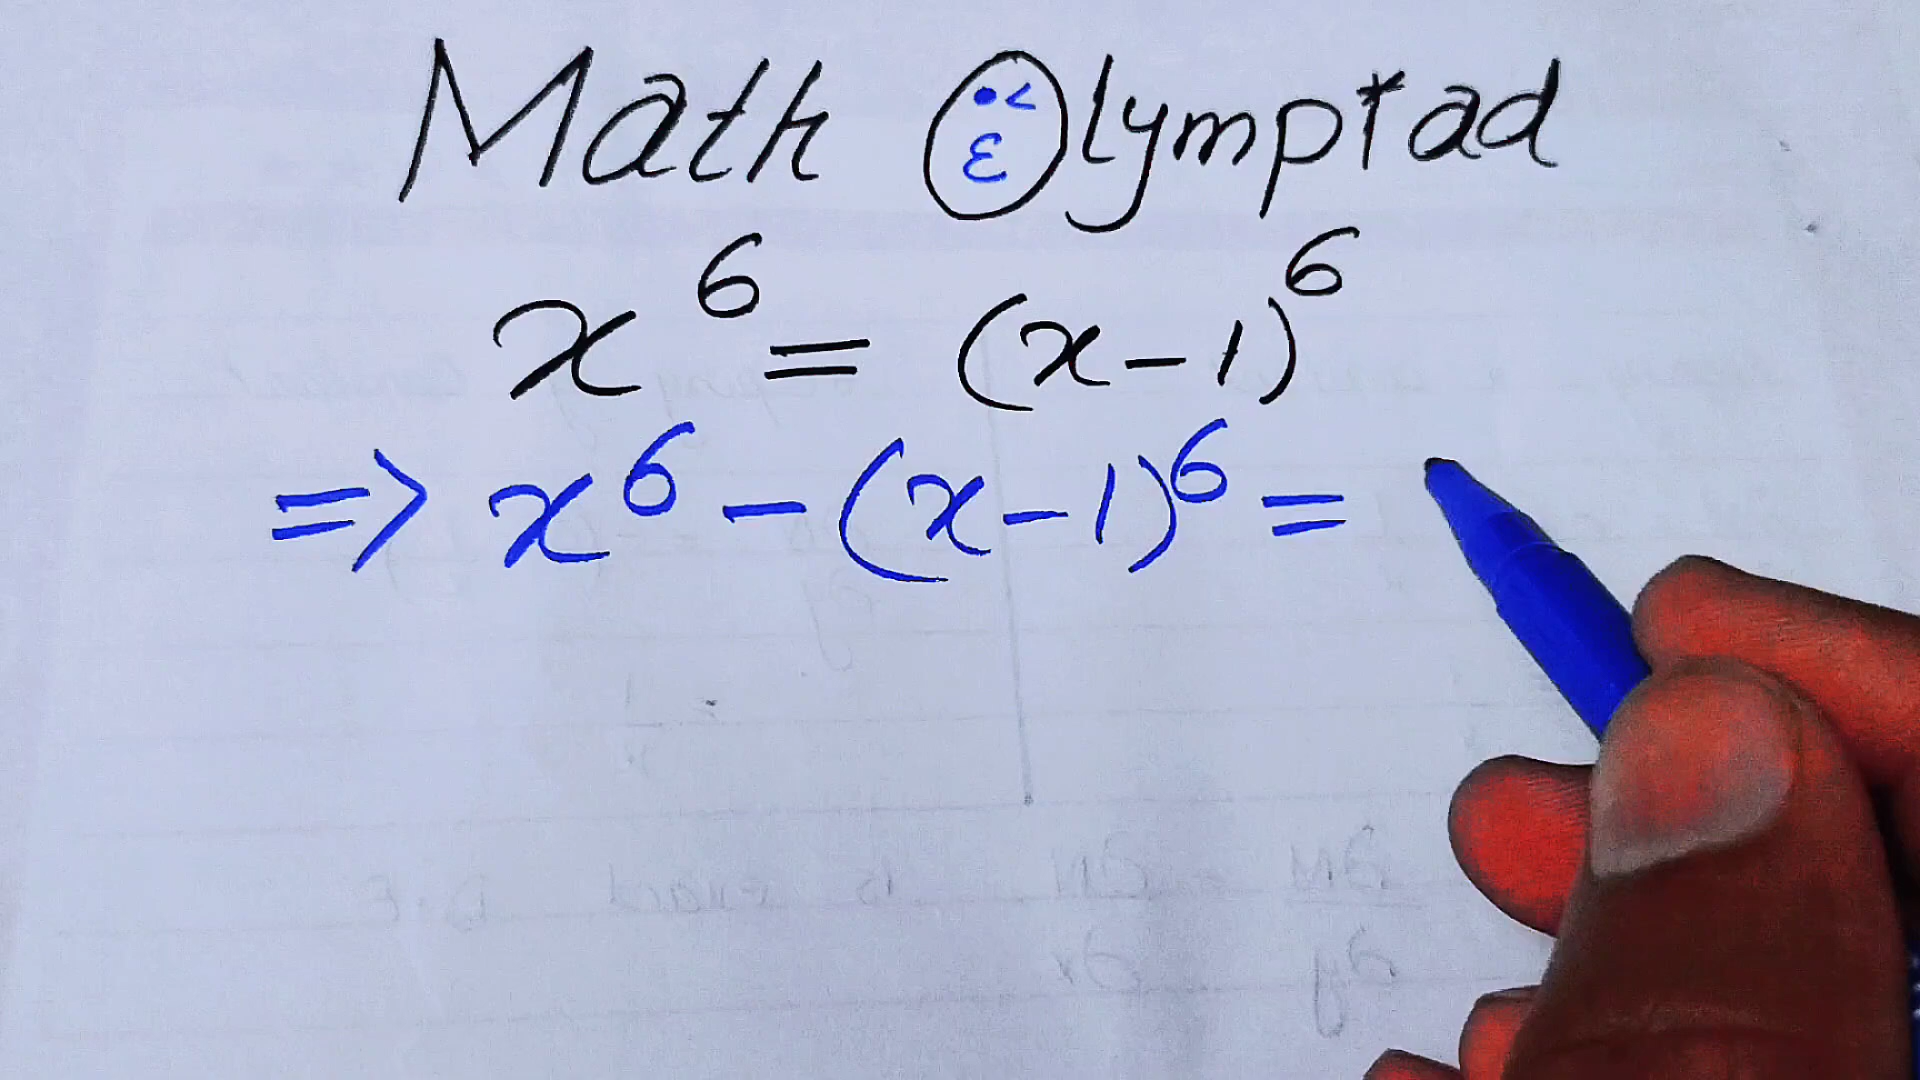 Math Olympiad
x⁶ = (x-1)⁶
=> x⁶ - (x-1)⁶ =